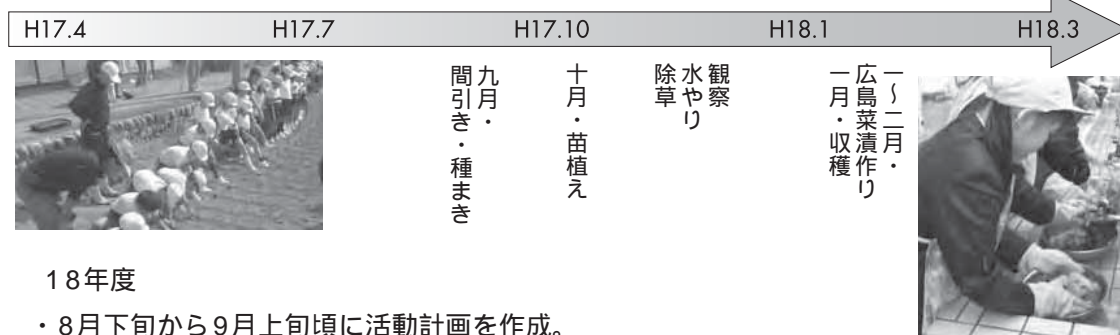 H17.4 H17.7 H17.10 H18.1 H18.3
九月・
間引き・種まき
十月・苗植え
観察
水やり
除草
一～二月・
広島菜漬作り
一月・収穫
18年度
・8月下旬から9月上旬頃に活動計画を作成。